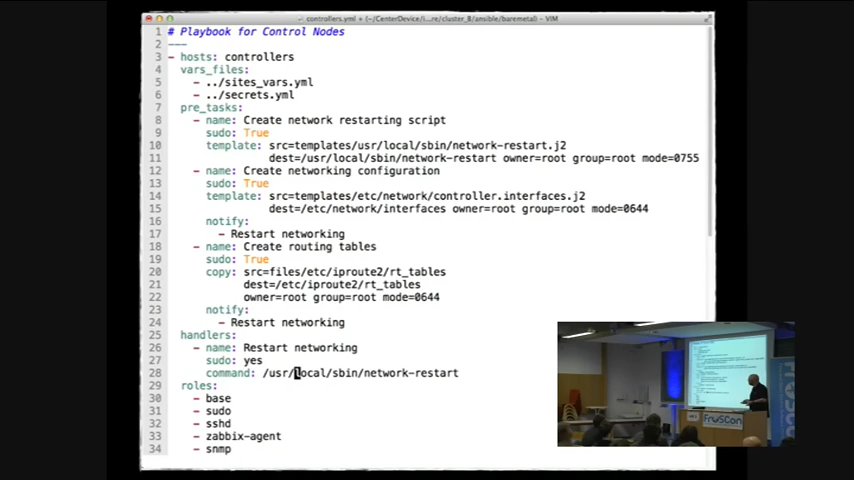 controllers.yml + (~/CenterDevice/i...re/cluster_B/ansible/baremetal) - VIM
1 # Playbook for Control Nodes
2 ---
3 - hosts: controllers
4 vars_files:
5 - ../sites_vars.yml
6 - ../secrets.yml
7 pre_tasks:
8 - name: Create network restarting script
9 sudo: True
10 template: src=templates/usr/local/sbin/network-restart.j2
11 dest=/usr/local/sbin/network-restart owner=root group=root mode=0755
12 - name: Create networking configuration
13 sudo: True
14 template: src=templates/etc/network/controller.interfaces.j2
15 dest=/etc/network/interfaces owner=root group=root mode=0644
16 notify:
17 - Restart networking
18 - name: Create routing tables
19 sudo: True
20 copy: src=files/etc/iproute2/rt_tables
21 dest=/etc/iproute2/rt_tables
22 owner=root group=root mode=0644
23 notify:
24 - Restart networking
25 handlers:
26 - name: Restart networking
27 sudo: yes
28 command: /usr/local/sbin/network-restart
29 roles:
30 - base
31 - sudo
32 - sshd
33 - zabbix-agent
34 - snmp
FrOSCon